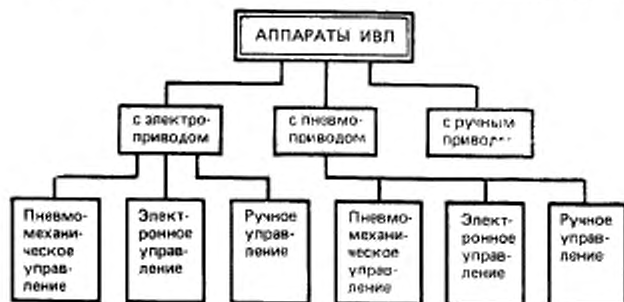 АППАРАТЫ ИВЛ
с электро-
приводом
с пневмо-
приводом
с ручным
Пневмо-
механи-
ческое
управ-
ление
Элект-
ронное
управ-
ление
Ручное
управ-
ление
Пневмо-
механи-
ческое
управ-
ление
Элект-
ронное
управ-
ление
Ручное
управ-
ление